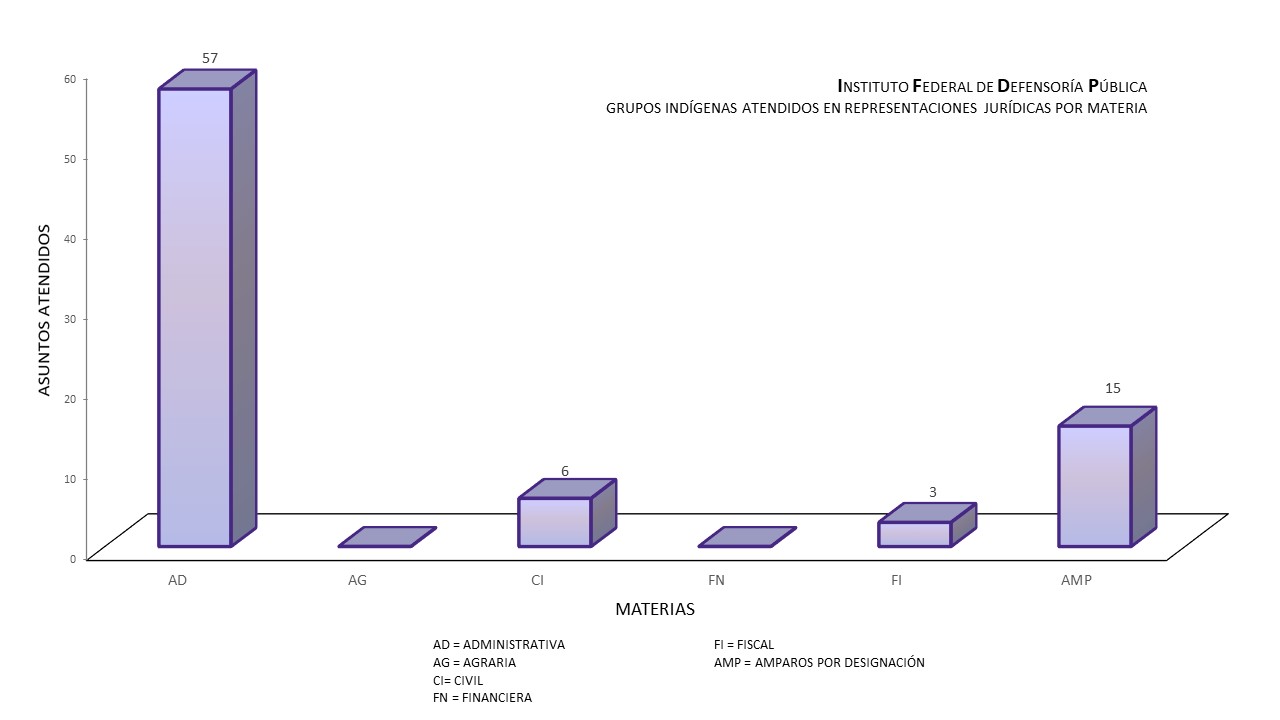 INSTITUTO FEDERAL DE DEFENSORÍA PÚBLICA
GRUPOS INDÍGENAS ATENDIDOS EN REPRESENTACIONES JURÍDICAS POR MATERIA
ASUNTOS ATENDIDOS
60
50
40
30
20
10
0
57
6
3
15
AD AG CI FN FI AMP
MATERIAS
AD = ADMINISTRATIVA
AG = AGRARIA
CI= CIVIL
FN = FINANCIERA
FI = FISCAL
AMP = AMPAROS POR DESIGNACIÓN